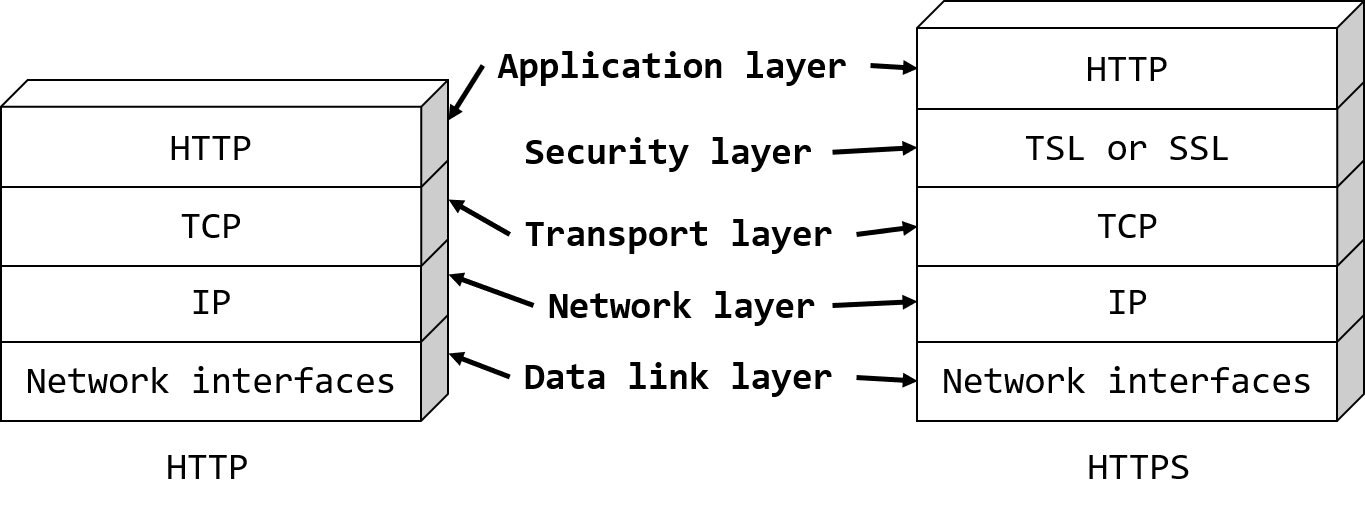 Application layer
HTTP
HTTP
Security layer
TSL or SSL
TCP
Transport layer
TCP
IP
Network layer
IP
Network interfaces
Data link layer
Network interfaces
HTTP
HTTPS